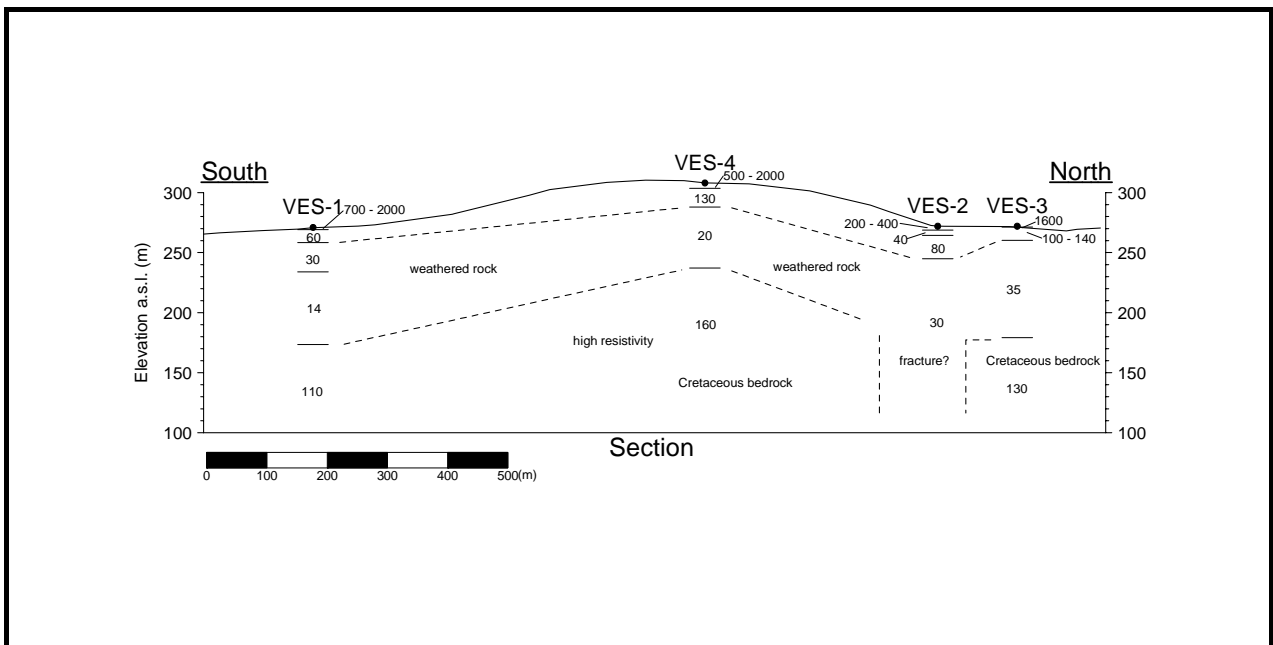 South
VES-4
North
500 - 2000
300
130
300
VES-1
700 - 2000
VES-2
VES-3
200 - 400
1600
60
40
100 - 140
250
30
20
80
250
weathered rock
weathered rock
Elevation a.s.l. (m)
14
35
200
160
30
200
high resistivity
fracture?
Cretaceous bedrock
150
Cretaceous bedrock
150
110
130
100
100
Section
0 100 200 300 400 500(m)